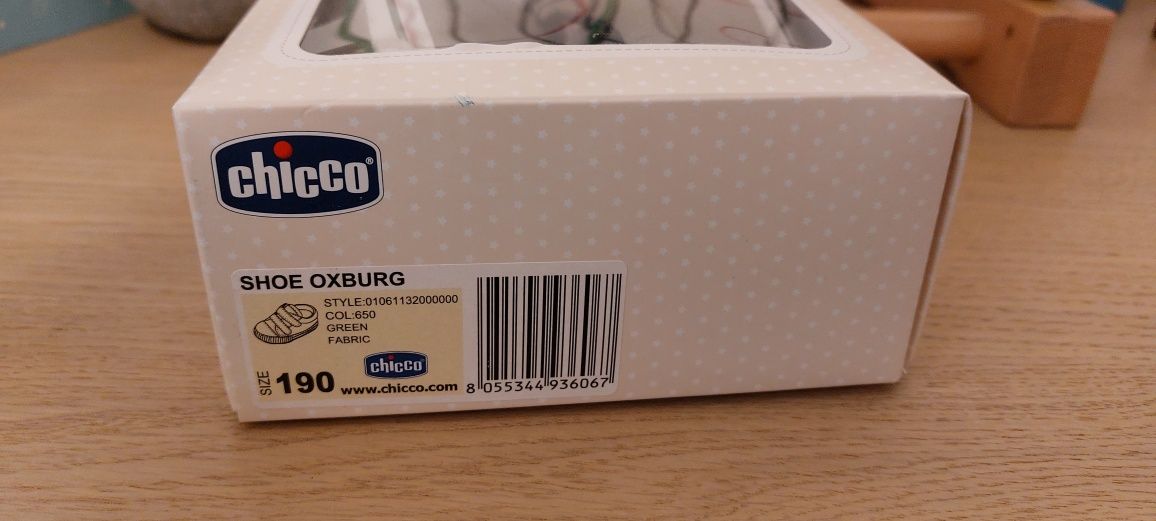 chicco®
SHOE OXBURG
STYLE:01061132000000
COL:650
GREEN
FABRIC
chicco
SIZE 190 www.chicco.com
8 055344 936067